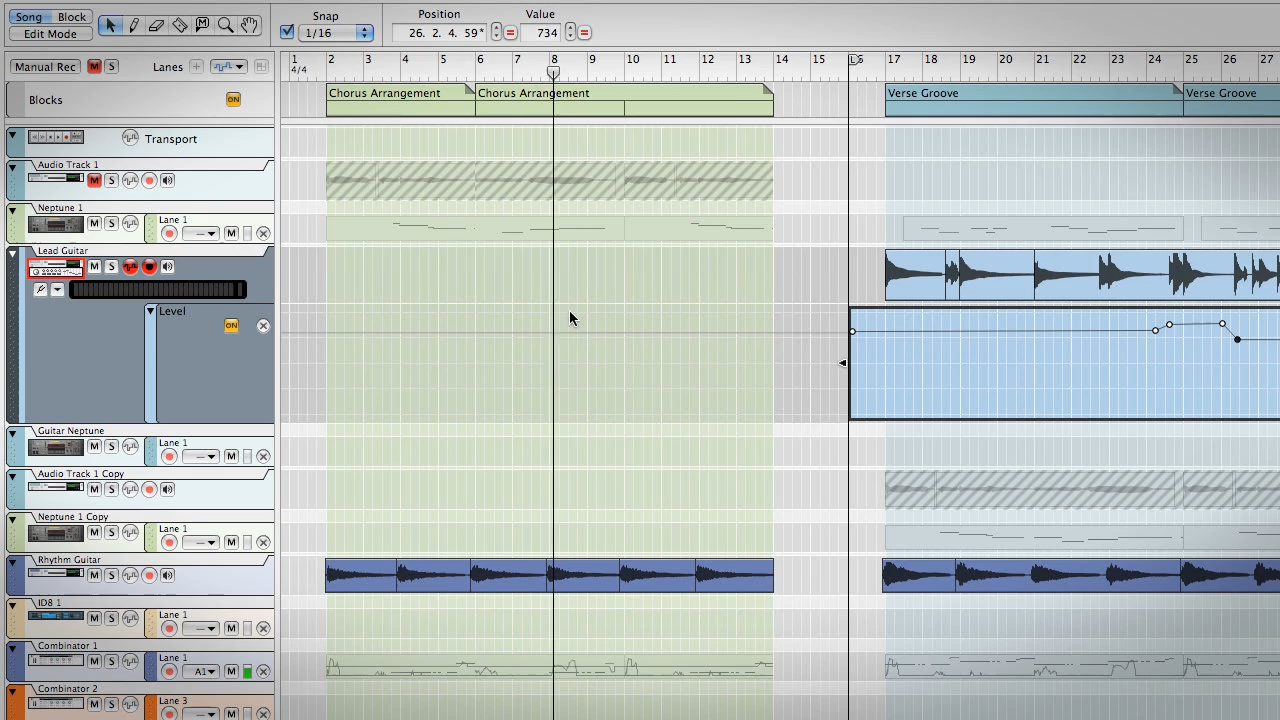 Song Block
Edit Mode
Snap
1/16
Position
26. 2. 4. 59*
Value
734
Manual Rec M S Lanes
1 2 3 4 5 6 7 8 9 10 11 12 13 14 15 17 18 19 20 21 22 23 24 25 26 27
4/4
L
Blocks ON
Chorus Arrangement Chorus Arrangement Verse Groove Verse Groove
Transport
Audio Track 1
M S
Neptune 1
M S Lane 1
M
Lead Guitar
M S
Level
ON
Guitar Neptune
M S Lane 1
M
Audio Track 1 Copy
M S
Neptune 1 Copy
M S Lane 1
M
Rhythm Guitar
M S
ID8 1
M S Lane 1
M
Combinator 1
M S Lane 1
A1 M
Combinator 2
M S Lane 3
M